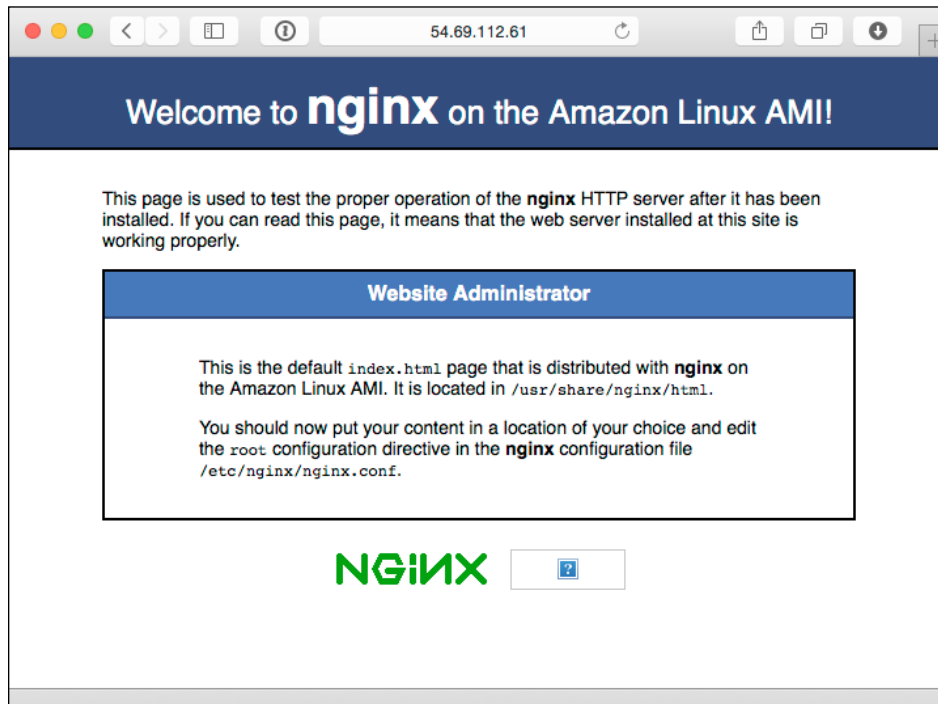 54.69.112.61
Welcome to nginx on the Amazon Linux AMI!
This page is used to test the proper operation of the nginx HTTP server after it has been
installed. If you can read this page, it means that the web server installed at this site is
working properly.
Website Administrator
This is the default index.html page that is distributed with nginx on
the Amazon Linux AMI. It is located in /usr/share/nginx/html.
You should now put your content in a location of your choice and edit
the root configuration directive in the nginx configuration file
/etc/nginx/nginx.conf.
NGINX